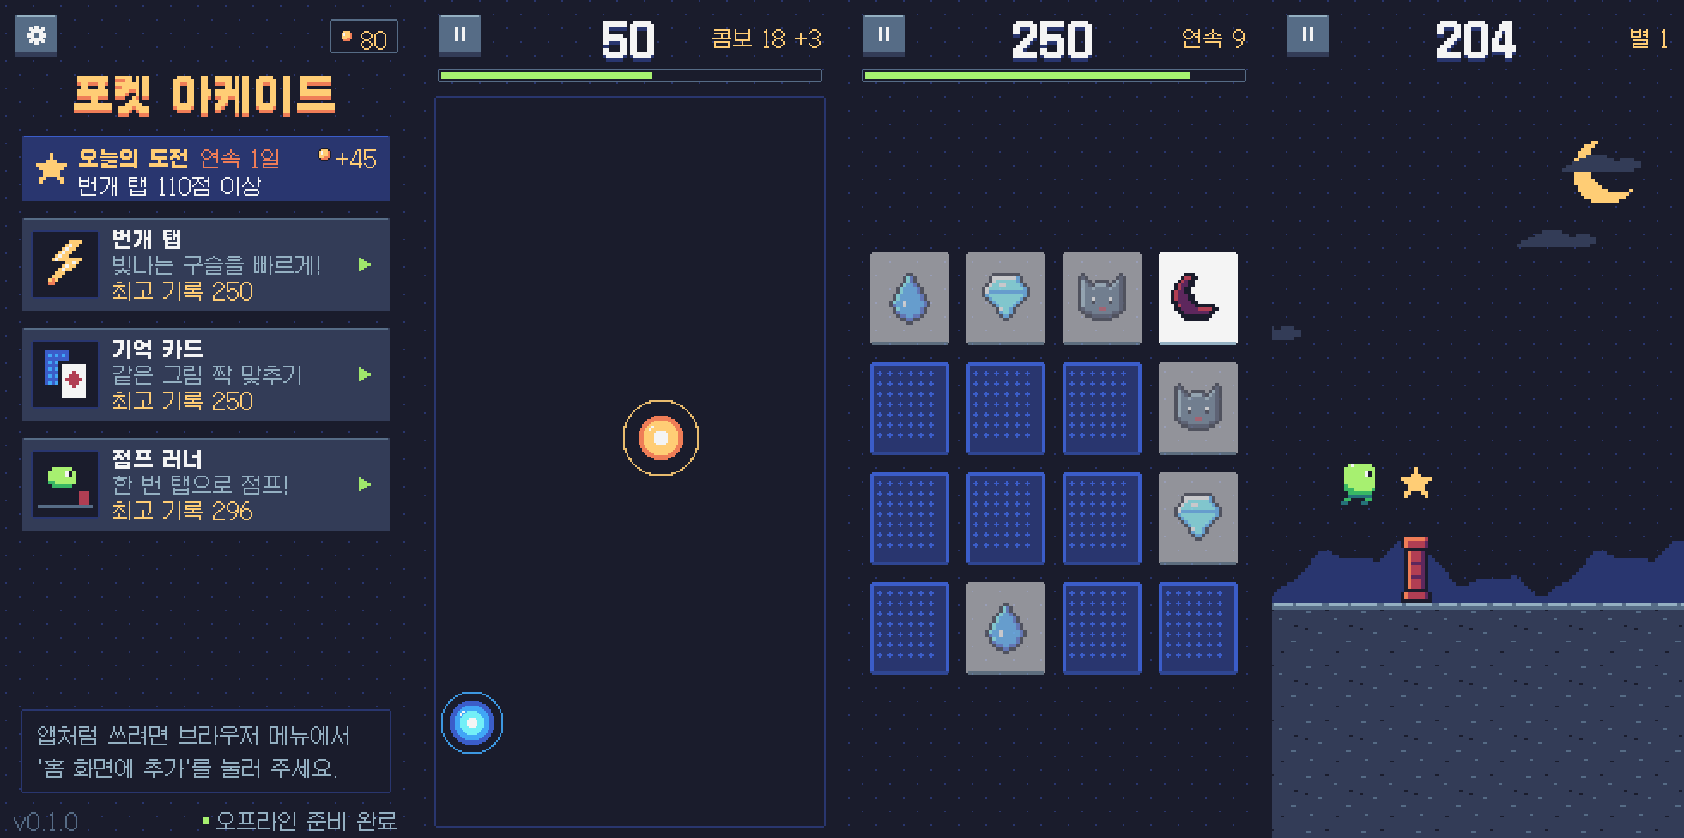 80
포켓 아케이드
오늘의 도전 연속 1일 +45
번개 탭 110점 이상
번개 탭
빛나는 구슬을 빠르게!
최고 기록 250
기억 카드
같은 그림 짝 맞추기
최고 기록 250
점프 러너
한 번 탭으로 점프!
최고 기록 296
앱처럼 쓰려면 브라우저 메뉴에서
'홈 화면에 추가'를 눌러 주세요.
v0.1.0 오프라인 준비 완료
50 콤보 18 +3
250 연속 9
204 별 1